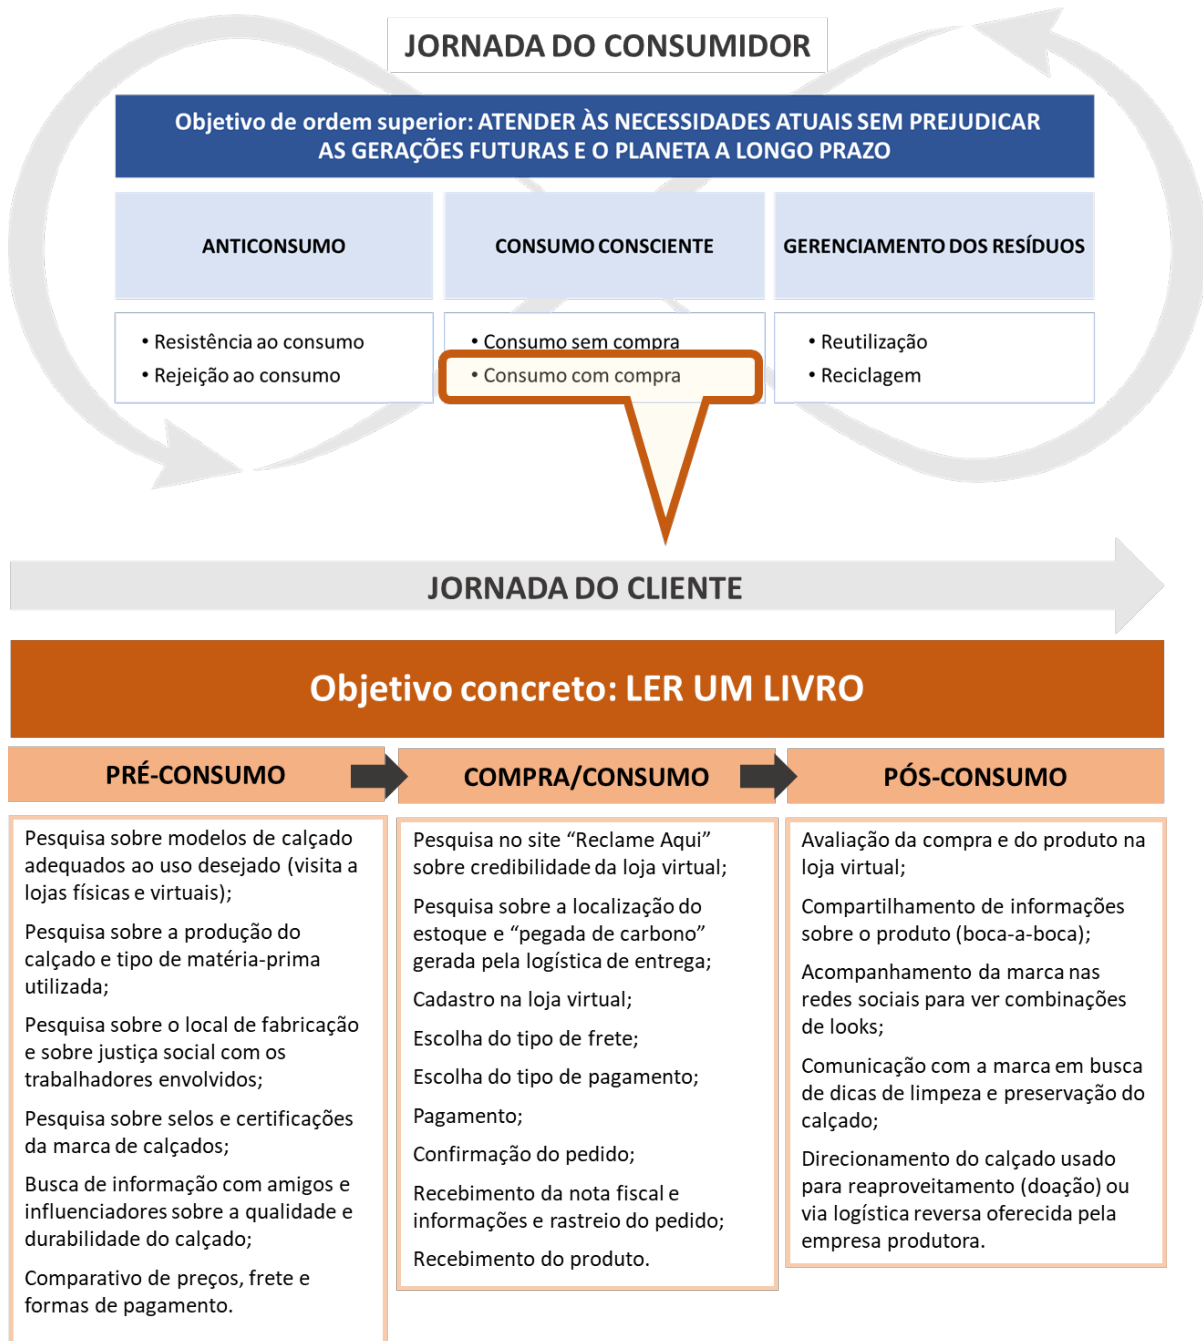 JORNADA DO CONSUMIDOR
Objetivo de ordem superior: ATENDER ÀS NECESSIDADES ATUAIS SEM PREJUDICAR
AS GERAÇÕES FUTURAS E O PLANETA A LONGO PRAZO
ANTICONSUMO
• Resistência ao consumo
• Rejeição ao consumo
CONSUMO CONSCIENTE
• Consumo sem compra
• Consumo com compra
GERENCIAMENTO DOS RESÍDUOS
• Reutilização
• Reciclagem
JORNADA DO CLIENTE
Objetivo concreto: LER UM LIVRO
PRÉ-CONSUMO
Pesquisa sobre modelos de calçado
adequados ao uso desejado (visita a
lojas físicas e virtuais);
Pesquisa sobre a produção do
calçado e tipo de matéria-prima
utilizada;
Pesquisa sobre o local de fabricação
e sobre justiça social com os
trabalhadores envolvidos;
Pesquisa sobre selos e certificações
da marca de calçados;
Busca de informação com amigos e
influenciadores sobre a qualidade e
durabilidade do calçado;
Comparativo de preços, frete e
formas de pagamento.
COMPRA/CONSUMO
Pesquisa no site “Reclame Aqui”
sobre credibilidade da loja virtual;
Pesquisa sobre a localização do
estoque e “pegada de carbono”
gerada pela logística de entrega;
Cadastro na loja virtual;
Escolha do tipo de frete;
Escolha do tipo de pagamento;
Pagamento;
Confirmação do pedido;
Recebimento da nota fiscal e
informações e rastreio do pedido;
Recebimento do produto.
PÓS-CONSUMO
Avaliação da compra e do produto na
loja virtual;
Compartilhamento de informações
sobre o produto (boca-a-boca);
Acompanhamento da marca nas
redes sociais para ver combinações
de looks;
Comunicação com a marca em busca
de dicas de limpeza e preservação do
calçado;
Direcionamento do calçado usado
para reaproveitamento (doação) ou
via logística reversa oferecida pela
empresa produtora.